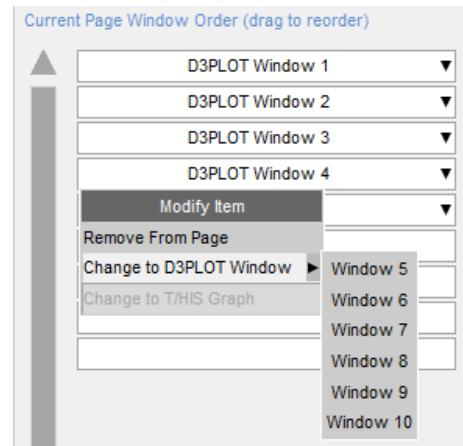 Current Page Window Order (drag to reorder)
D3PLOT Window 1
D3PLOT Window 2
D3PLOT Window 3
D3PLOT Window 4
Modify Item
Remove From Page
Change to D3PLOT Window
Change to T/HIS Graph
Window 5
Window 6
Window 7
Window 8
Window 9
Window 10